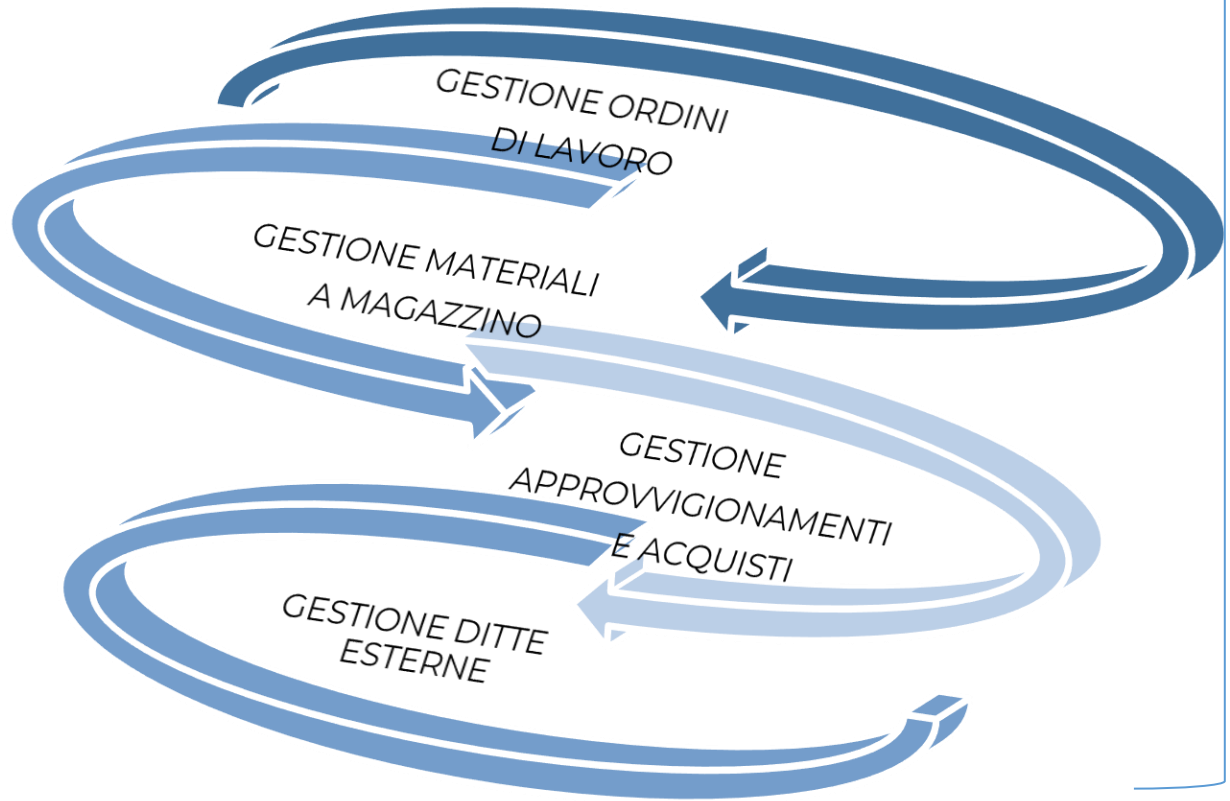 GESTIONE ORDINI
DI LAVORO
GESTIONE MATERIALI
A MAGAZZINO
GESTIONE
APPROVVIGIONAMENTI
E ACQUISTI
GESTIONE DITTE
ESTERNE